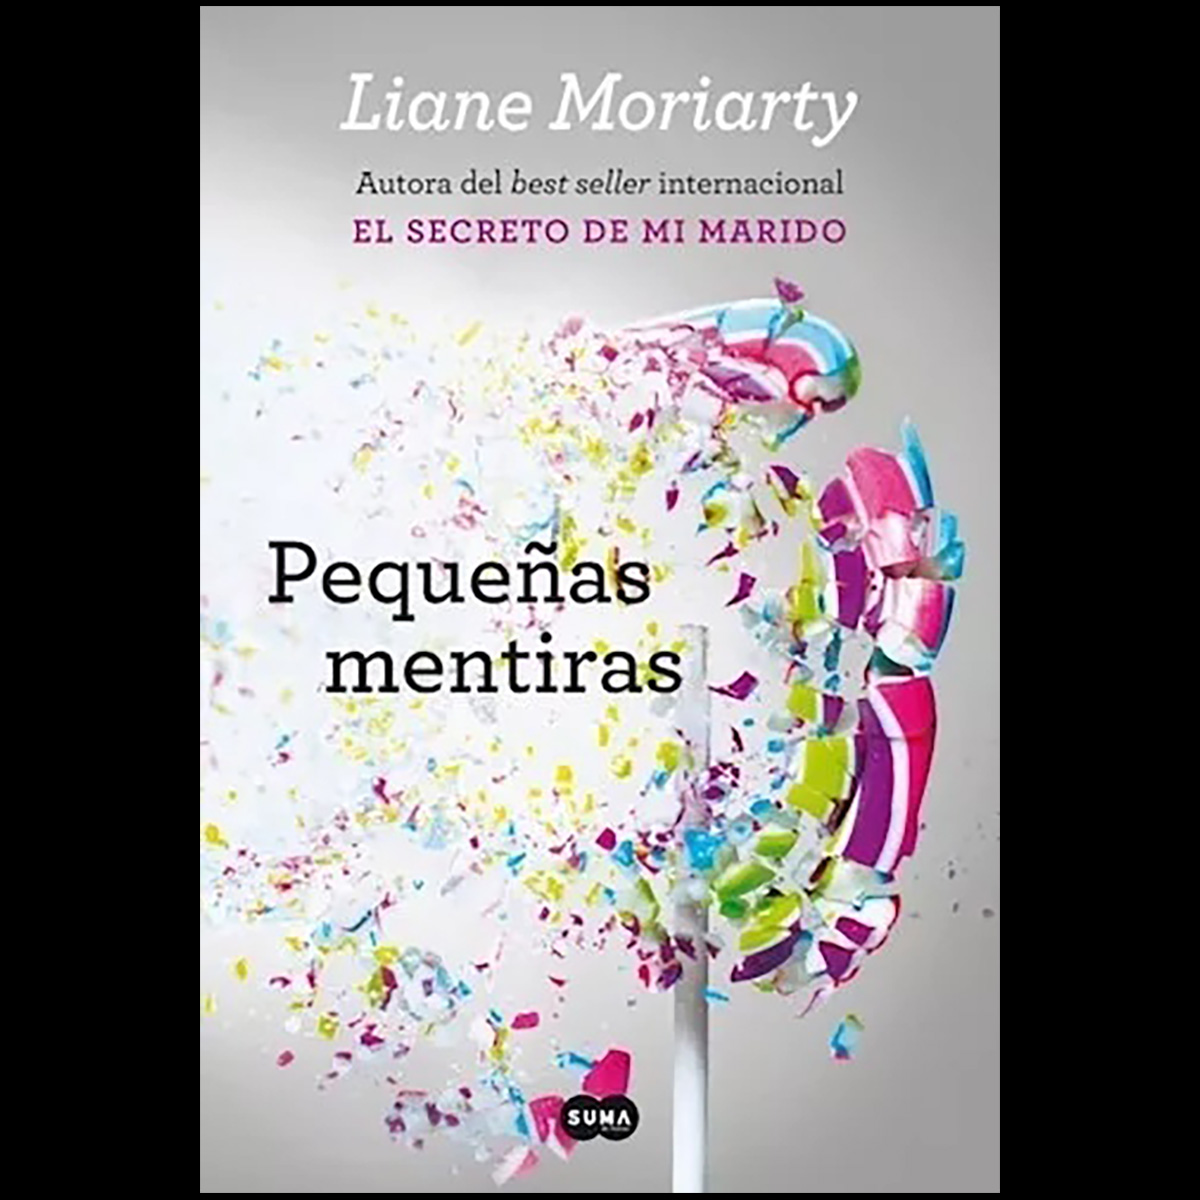 Liane Moriarty
Autora del best seller internacional
EL SECRETO DE MI MARIDO
Pequeñas
mentiras
SUMA